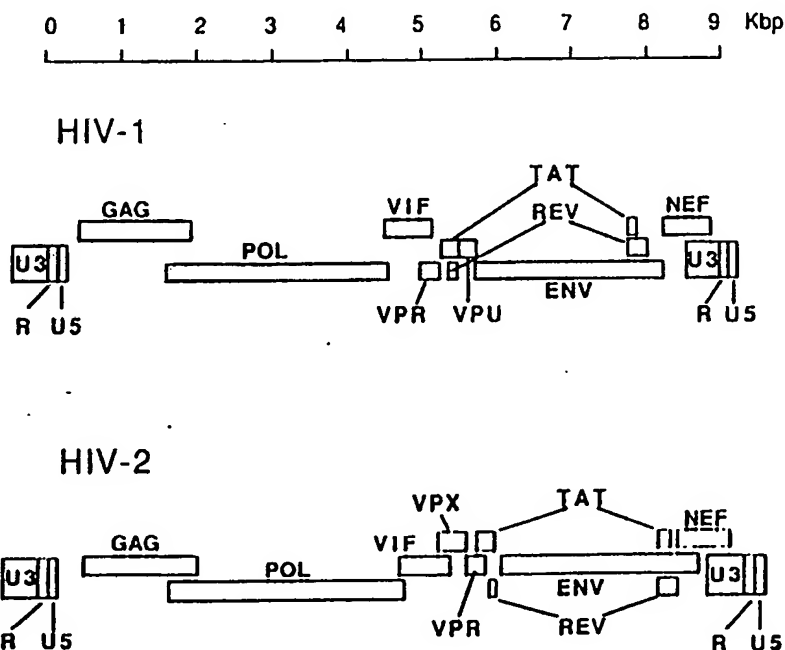 0 1 2 3 4 5 6 7 8 9 Kbp
HIV-1
TAT
GAG VIF REV NEF
POL
U3 U3
ENV
R U5 VPR VPU R U5
HIV-2
VPX TAT NEF
GAG VIF
U3 POL ENV U3
R U5 VPR REV R U5